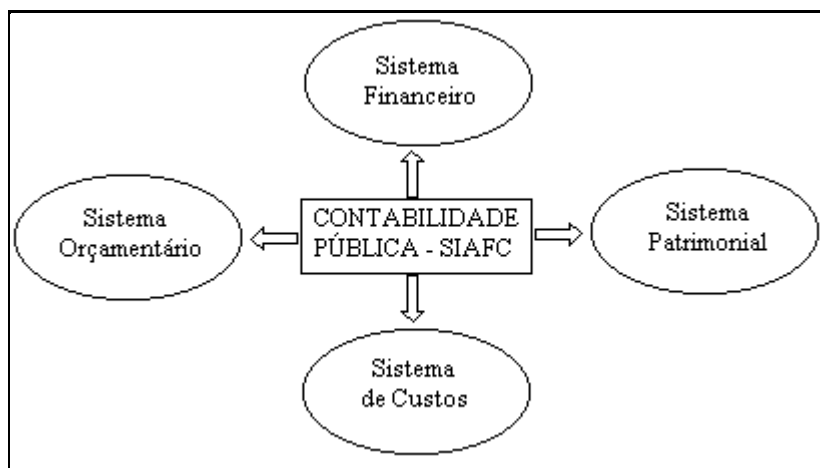 Sistema
Financeiro
Sistema
Orçamentário
CONTABILIDADE
PÚBLICA - SIAFC
Sistema
Patrimonial
Sistema
de Custos